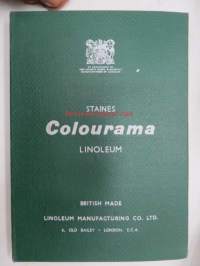 STAINES
Colourama
LINOLEUM
BRITISH MADE
LINOLEUM MANUFACTURING CO. LTD.
6, OLD BAILEY • LONDON, E.C.4